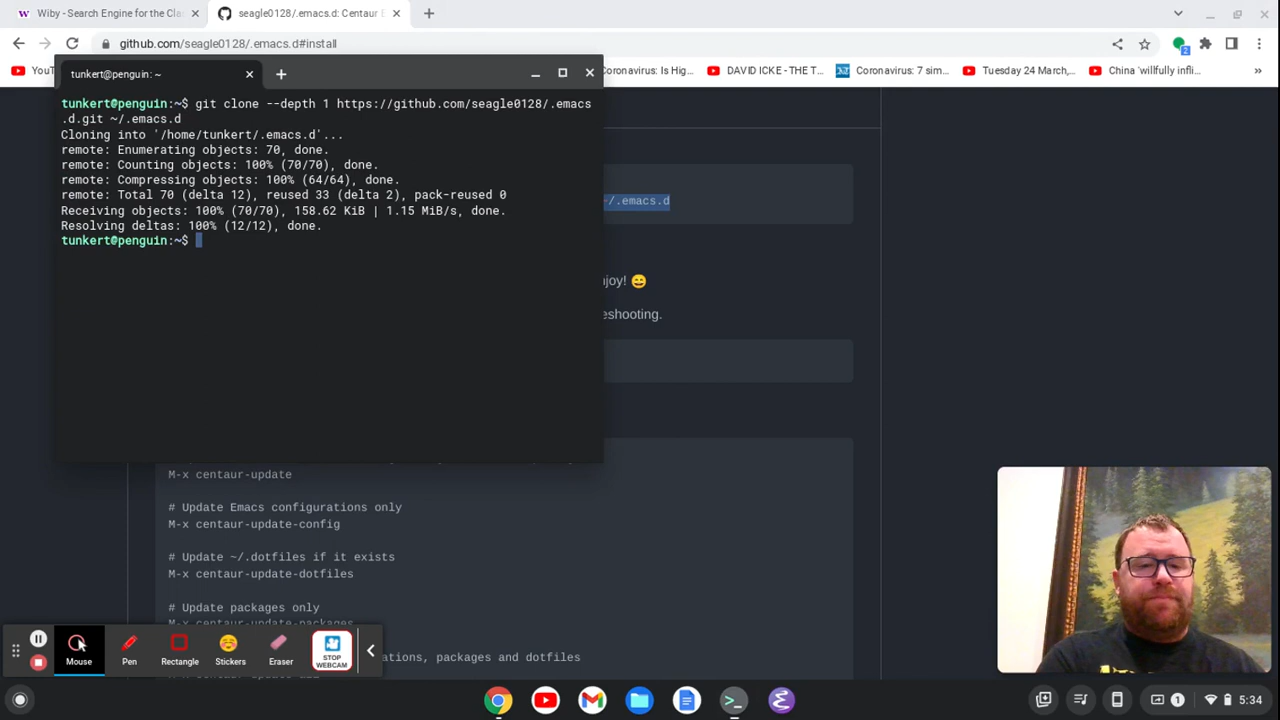 Wiby - Search Engine for the Cla
seagle0128/.emacs.d: Centaur E
github.com/seagle0128/.emacs.d#install
YouT
Coronavirus: Is Hig...
DAVID ICKE - THE T...
Coronavirus: 7 sim...
Tuesday 24 March,...
China 'willfully infli...
»
tunkert@penguin: ~
tunkert@penguin:~$ git clone --depth 1 https://github.com/seagle0128/.emacs
.d.git ~/.emacs.d
Cloning into '/home/tunkert/.emacs.d'...
remote: Enumerating objects: 70, done.
remote: Counting objects: 100% (70/70), done.
remote: Compressing objects: 100% (64/64), done.
remote: Total 70 (delta 12), reused 33 (delta 2), pack-reused 0
Receiving objects: 100% (70/70), 158.62 KiB | 1.15 MiB/s, done.
Resolving deltas: 100% (12/12), done.
tunkert@penguin:~$
~/.emacs.d
njoy! 😄
eshooting.
M-x centaur-update
# Update Emacs configurations only
M-x centaur-update-config
# Update ~/.dotfiles if it exists
M-x centaur-update-dotfiles
# Update packages only
M-x centaur-update-packages
ations, packages and dotfiles
Mouse
Pen
Rectangle
Stickers
Eraser
STOP
WEBCAM
1
5:34